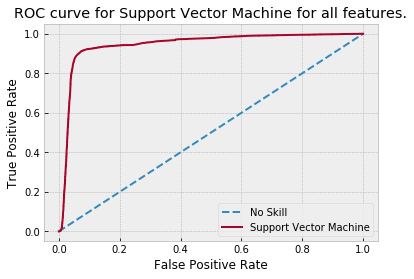 ROC curve for Support Vector Machine for all features.
True Positive Rate
1.0
0.8
0.6
0.4
0.2
0.0
No Skill
Support Vector Machine
0.0 0.2 0.4 0.6 0.8 1.0
False Positive Rate